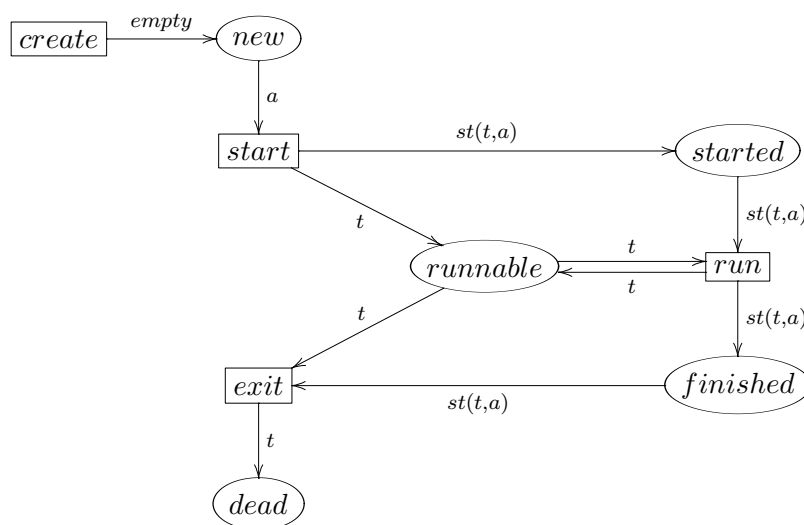 create
empty
new
a
start
st(t,a)
started
t
st(t,a)
runnable
t
t
run
t
st(t,a)
exit
st(t,a)
finished
t
dead